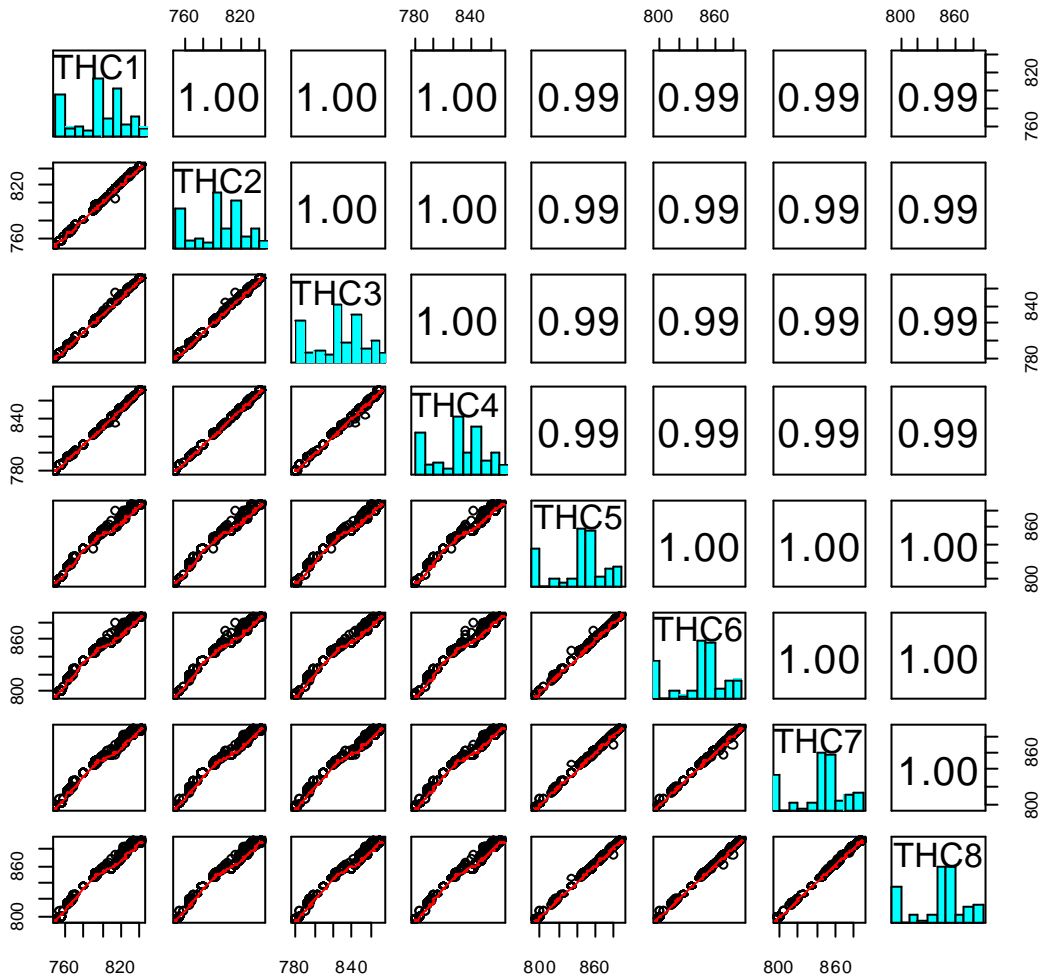 760 820 780 840 800 860 800 860
THC1 1.00 1.00 1.00 0.99 0.99 0.99 0.99 760 820
760 820 THC2 1.00 1.00 0.99 0.99 0.99 0.99
THC3 1.00 0.99 0.99 0.99 0.99 780 840
780 840 THC4 0.99 0.99 0.99 0.99
THC5 1.00 1.00 1.00 800 860
800 860 THC6 1.00 1.00
THC7 1.00 800 860
800 860 THC8
760 820 780 840 800 860 800 860